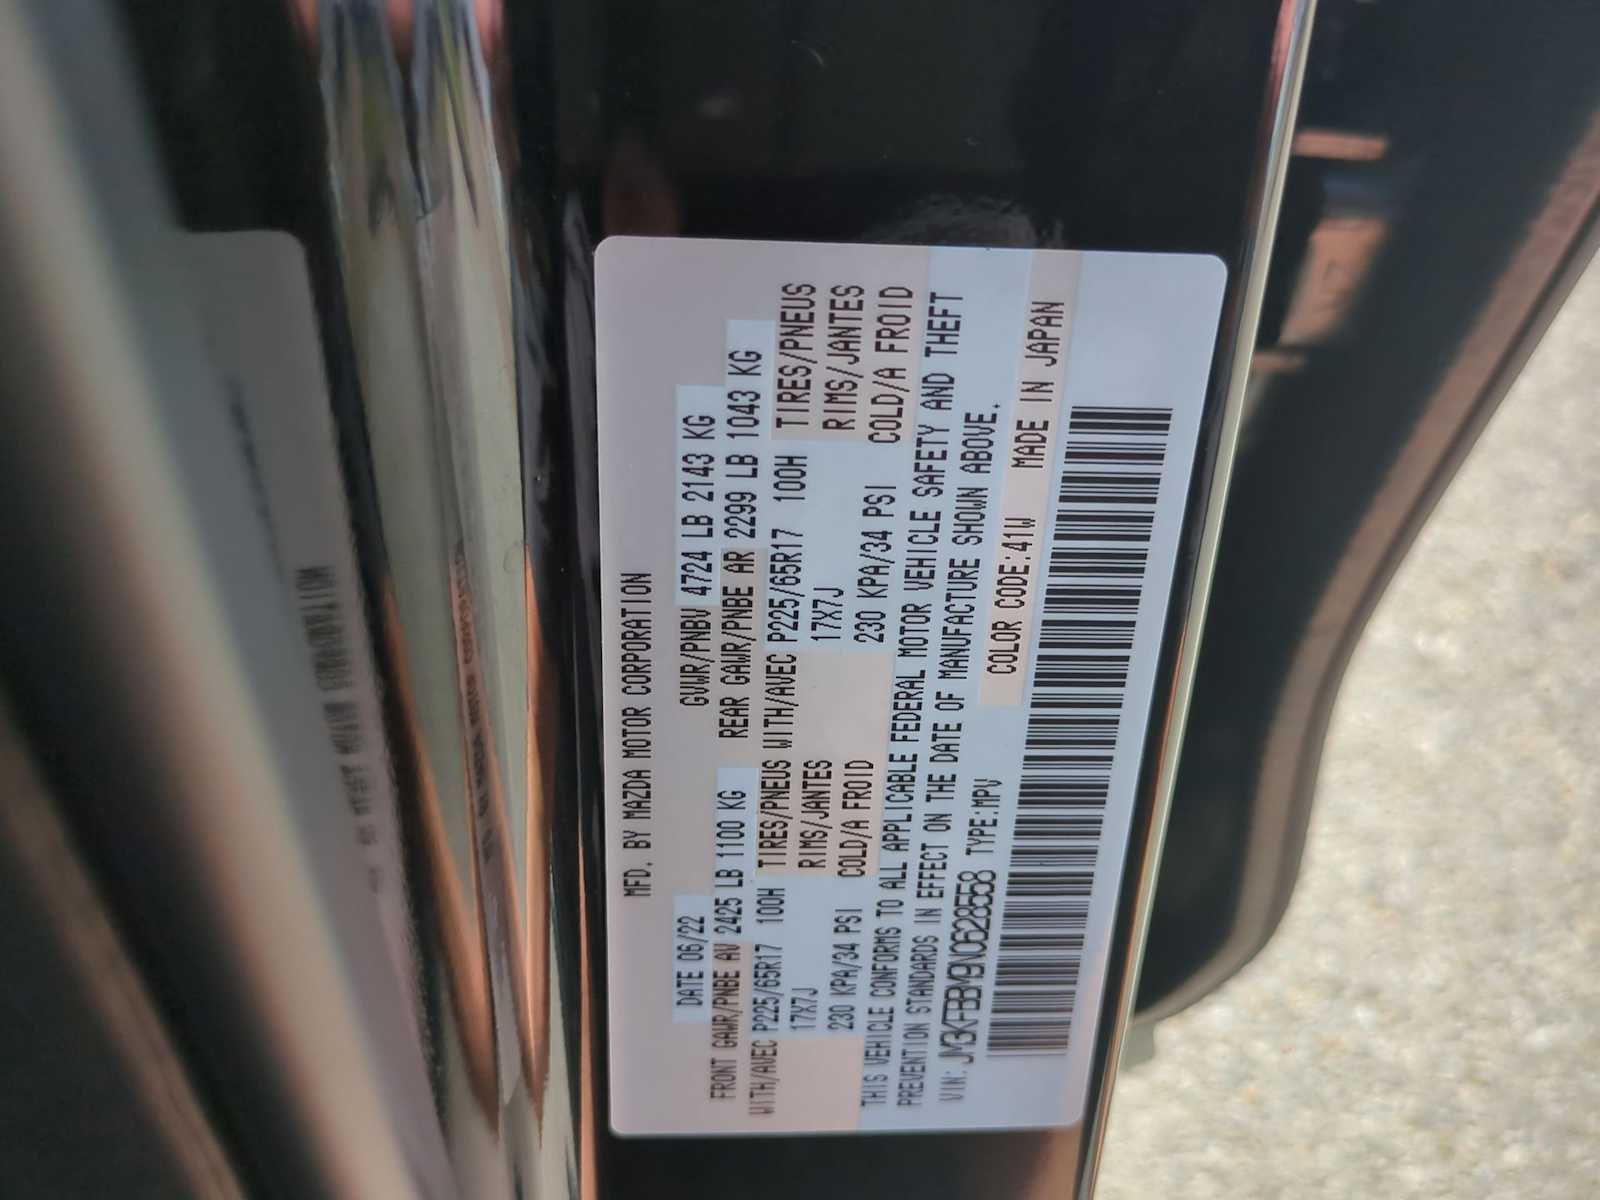 MFD. BY MAZDA MOTOR CORPORATION
DATE 06/22 GVWR/PNBV 4724 LB 2143 KG
FRONT GAWR/PNBE AV 2425 LB 1100 KG REAR GAWR/PNBE AR 2299 LB 1043 KG
WITH/AVEC P225/65R17 100H TIRES/PNEUS WITH/AVEC P225/65R17 100H TIRES/PNEUS
17X7J RIMS/JANTES 17X7J RIMS/JANTES
230 KPA/34 PSI COLD/A FROID 230 KPA/34 PSI COLD/A FROID
THIS VEHICLE CONFORMS TO ALL APPLICABLE FEDERAL MOTOR VEHICLE SAFETY AND THEFT
PREVENTION STANDARDS IN EFFECT ON THE DATE OF MANUFACTURE SHOWN ABOVE.
VIN: JM3KFBBM9N0628558 TYPE:MPV COLOR CODE:41W MADE IN JAPAN